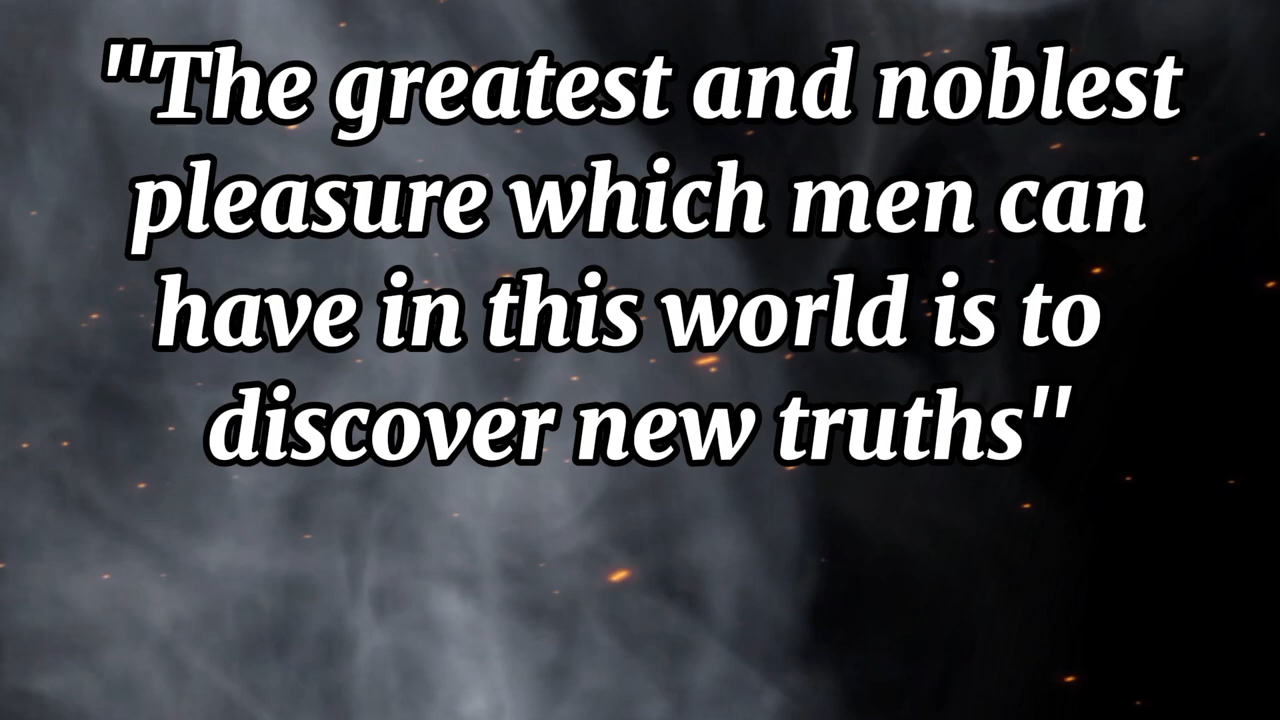 "The greatest and noblest
pleasure which men can
have in this world is to
discover new truths"